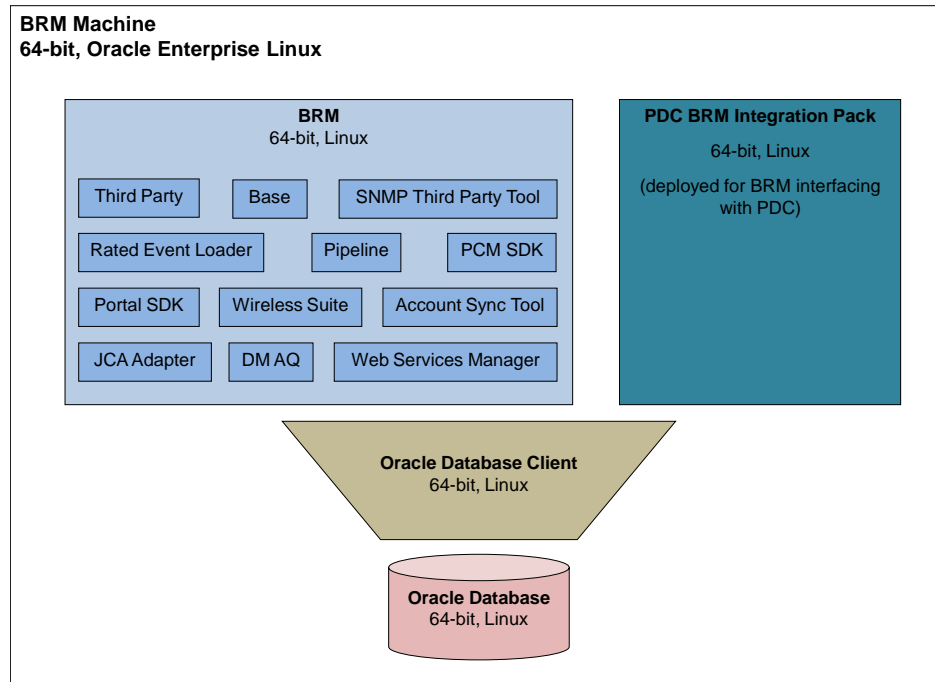 BRM Machine
64-bit, Oracle Enterprise Linux
BRM
64-bit, Linux
Third Party
Base
SNMP Third Party Tool
Rated Event Loader
Pipeline
PCM SDK
Portal SDK
Wireless Suite
Account Sync Tool
JCA Adapter
DM AQ
Web Services Manager
PDC BRM Integration Pack
64-bit, Linux
(deployed for BRM interfacing
with PDC)
Oracle Database Client
64-bit, Linux
Oracle Database
64-bit, Linux